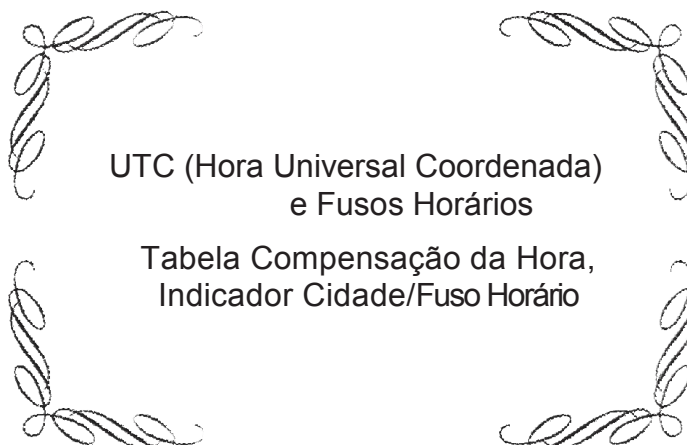 UTC (Hora Universal Coordenada)
e Fusos Horários
Tabela Compensação da Hora,
Indicador Cidade/Fuso Horário